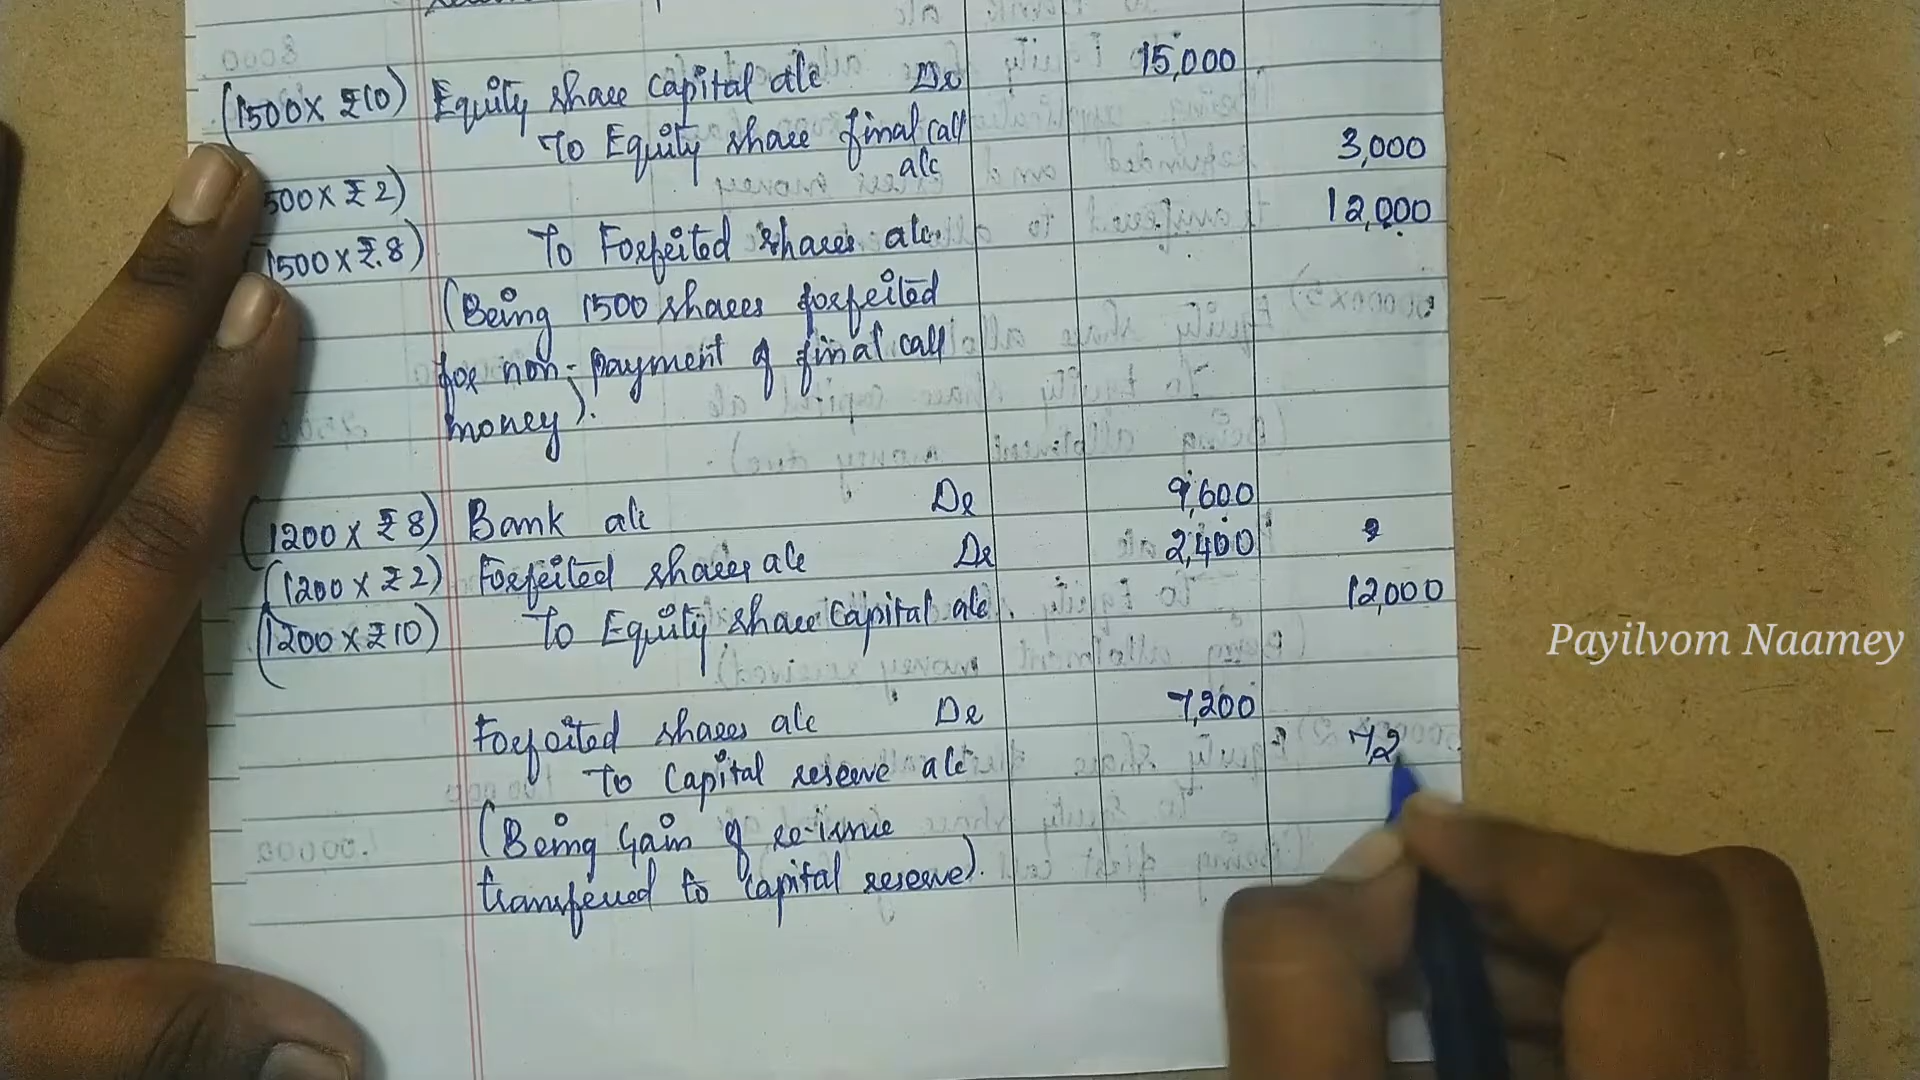 15,000
(1500 x ₹10) Equity share capital a/c Dr
To Equity share final call 3,000
a/c
500 x ₹2)
12,000
(1500 x ₹.8) To Forfeited shares a/c.
(Being 1500 shares forfeited
for non-payment of final call
money).
(1200 x ₹8) Bank a/c Dr 9,600
(1200 x ₹2) Forfeited shares a/c Dr 2,400
(1200 x ₹10) To Equity share capital a/c 12,000
Payilvom Naamey
Forfoited shares a/c Dr 7,200
To capital reserve a/c 72
(Being Gain of re-issue
transferred to capital reserve).